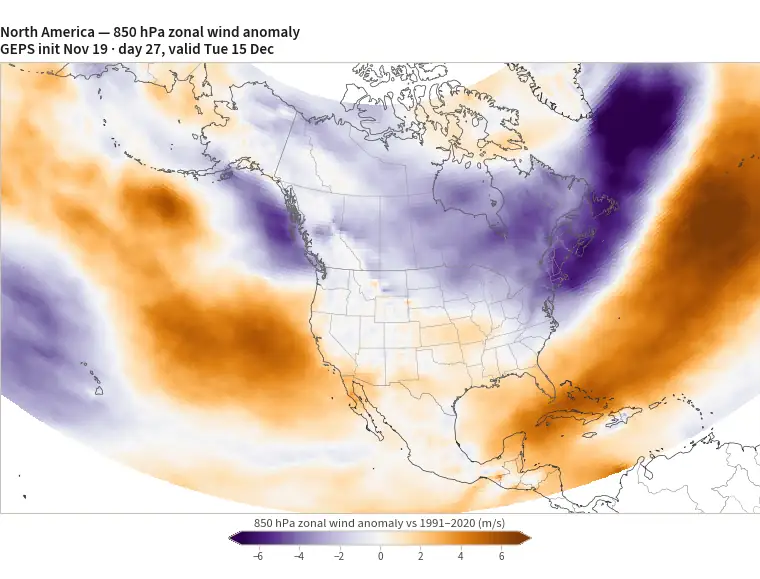 North America — 850 hPa zonal wind anomaly
GEPS init Nov 19 · day 27, valid Tue 15 Dec
850 hPa zonal wind anomaly vs 1991–2020 (m/s)
−6 −4 −2 0 2 4 6